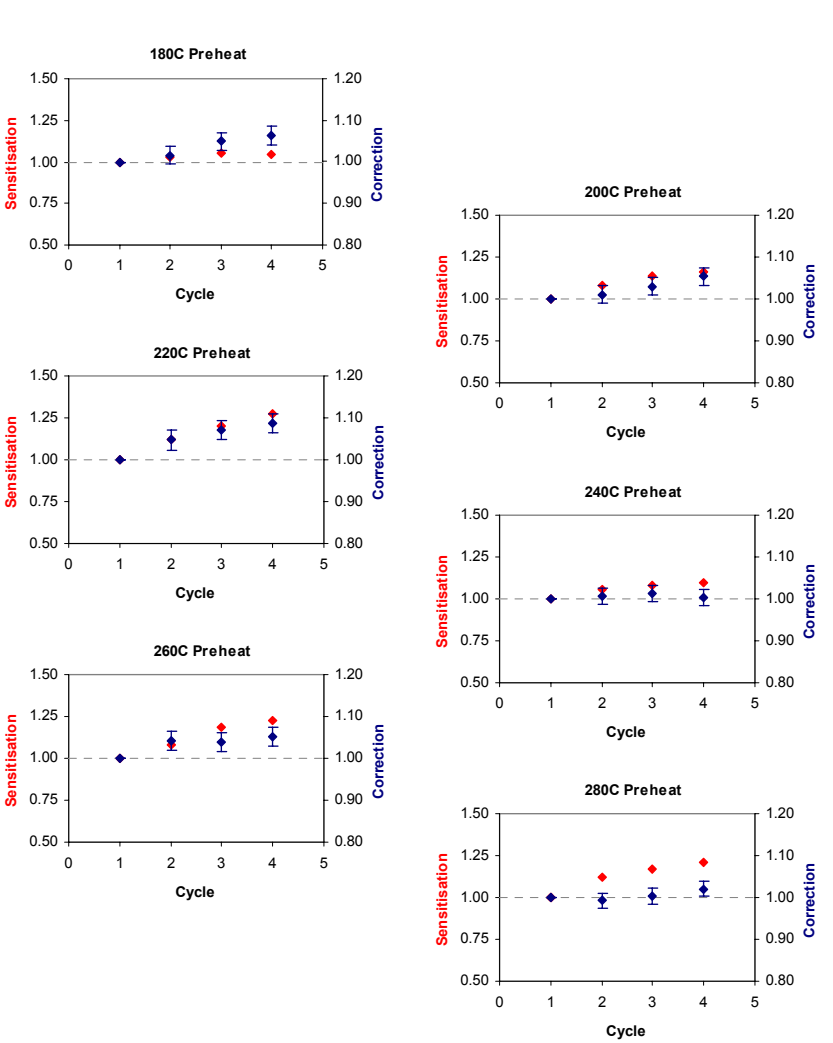 180C Preheat
1.50 1.20
1.25 1.10
1.00 1.00
0.75 0.90
0.50 0.80
0 1 2 3 4 5
Cycle
Sensitisation
Correction
200C Preheat
1.50 1.20
1.25 1.10
1.00 1.00
0.75 0.90
0.50 0.80
0 1 2 3 4 5
Cycle
Sensitisation
Correction
220C Preheat
1.50 1.20
1.25 1.10
1.00 1.00
0.75 0.90
0.50 0.80
0 1 2 3 4 5
Cycle
Sensitisation
Correction
240C Preheat
1.50 1.20
1.25 1.10
1.00 1.00
0.75 0.90
0.50 0.80
0 1 2 3 4 5
Cycle
Sensitisation
Correction
260C Preheat
1.50 1.20
1.25 1.10
1.00 1.00
0.75 0.90
0.50 0.80
0 1 2 3 4 5
Cycle
Sensitisation
Correction
280C Preheat
1.50 1.20
1.25 1.10
1.00 1.00
0.75 0.90
0.50 0.80
0 1 2 3 4 5
Cycle
Sensitisation
Correction